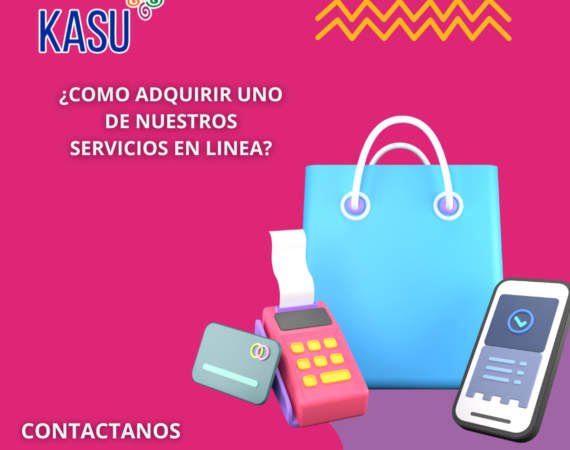 KASU
¿COMO ADQUIRIR UNO
DE NUESTROS
SERVICIOS EN LINEA?
CONTACTANOS